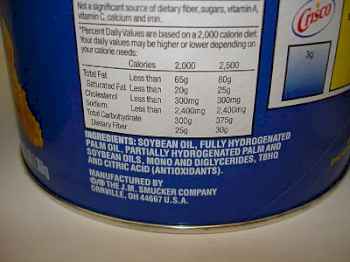 Not a significant source of dietary fiber, sugars, vitamin A,
vitamin C, calcium and iron.
*Percent Daily Values are based on a 2,000 calorie diet.
Your daily values may be higher or lower depending on
your calorie needs:
Calories 2,000 2,500
Total Fat Less than 65g 80g
Saturated Fat Less than 20g 25g
Cholesterol Less than 300mg 300mg
Sodium Less than 2,400mg 2,400mg
Total Carbohydrate 300g 375g
Dietary Fiber 25g 30g
INGREDIENTS: SOYBEAN OIL, FULLY HYDROGENATED
PALM OIL, PARTIALLY HYDROGENATED PALM AND
SOYBEAN OILS, MONO AND DIGLYCERIDES, TBHQ
AND CITRIC ACID (ANTIOXIDANTS).
MANUFACTURED BY
THE J.M. SMUCKER COMPANY
ORRVILLE, OH 44667 U.S.A.
Crisco
3g